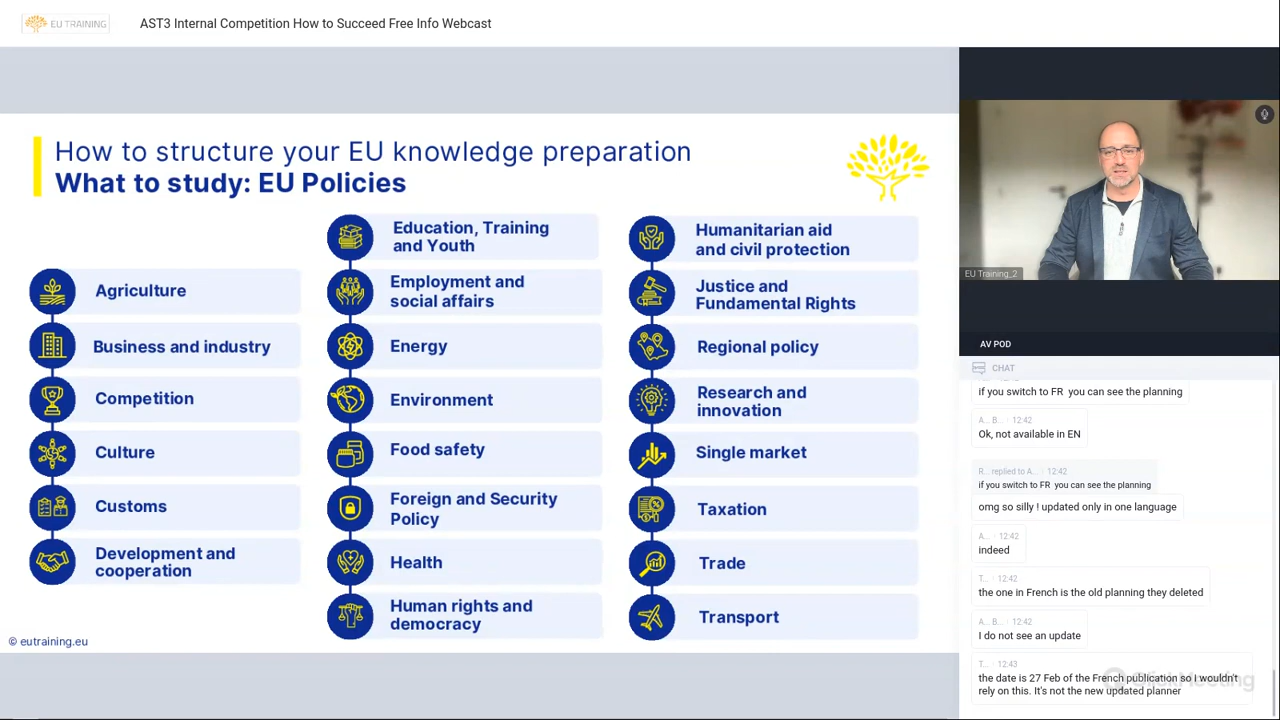 EU TRAINING
AST3 Internal Competition How to Succeed Free Info Webcast
How to structure your EU knowledge preparation
What to study: EU Policies
Agriculture
Business and industry
Competition
Culture
Customs
Development and
cooperation
Education, Training
and Youth
Employment and
social affairs
Energy
Environment
Food safety
Foreign and Security
Policy
Health
Human rights and
democracy
Humanitarian aid
and civil protection
Justice and
Fundamental Rights
Regional policy
Research and
innovation
Single market
Taxation
Trade
Transport
© eutraining.eu
EU Training_2
AV POD
CHAT
if you switch to FR you can see the planning
A... B... 12:42
Ok, not available in EN
R... replied to A... 12:42
if you switch to FR you can see the planning
omg so silly ! updated only in one language
A... 12:42
indeed
T... 12:42
the one in French is the old planning they deleted
A... B... 12:42
I do not see an update
T... 12:43
the date is 27 Feb of the French publication so I wouldn't
rely on this. It's not the new updated planner
ClickMeeting